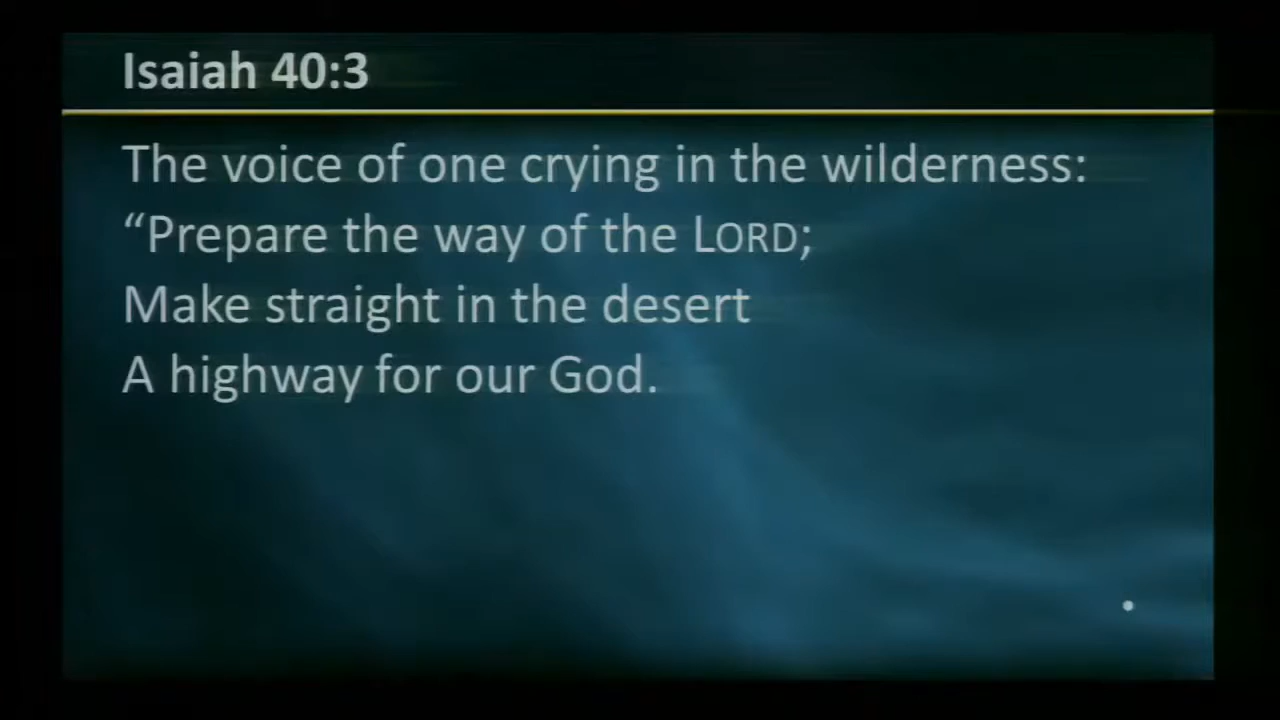 Isaiah 40:3
The voice of one crying in the wilderness:
“Prepare the way of the LORD;
Make straight in the desert
A highway for our God.